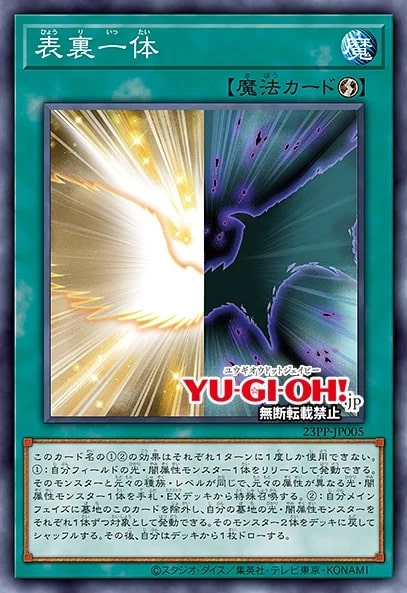 ひょうりいったい
表裏一体
魔
まほう
【魔法カード】
ユウギオウドットジェイピー
YU-GI-OH!.jp
無断転載禁止
23PP-JP005
このカード名の①②の効果はそれぞれ1ターンに1度しか使用できない。
①:自分フィールドの光・闇属性モンスター1体をリリースして発動できる。
そのモンスターと元々の種族・レベルが同じで、元々の属性が異なる光・闇
属性モンスター1体を手札・EXデッキから特殊召喚する。②:自分メイン
フェイズに墓地のこのカードを除外し、自分の墓地の光・闇属性モンスターを
それぞれ1体ずつ対象として発動できる。そのモンスター2体をデッキに戻して
シャッフルする。その後、自分はデッキから1枚ドローする。
©スタジオ・ダイス/集英社・テレビ東京・KONAMI